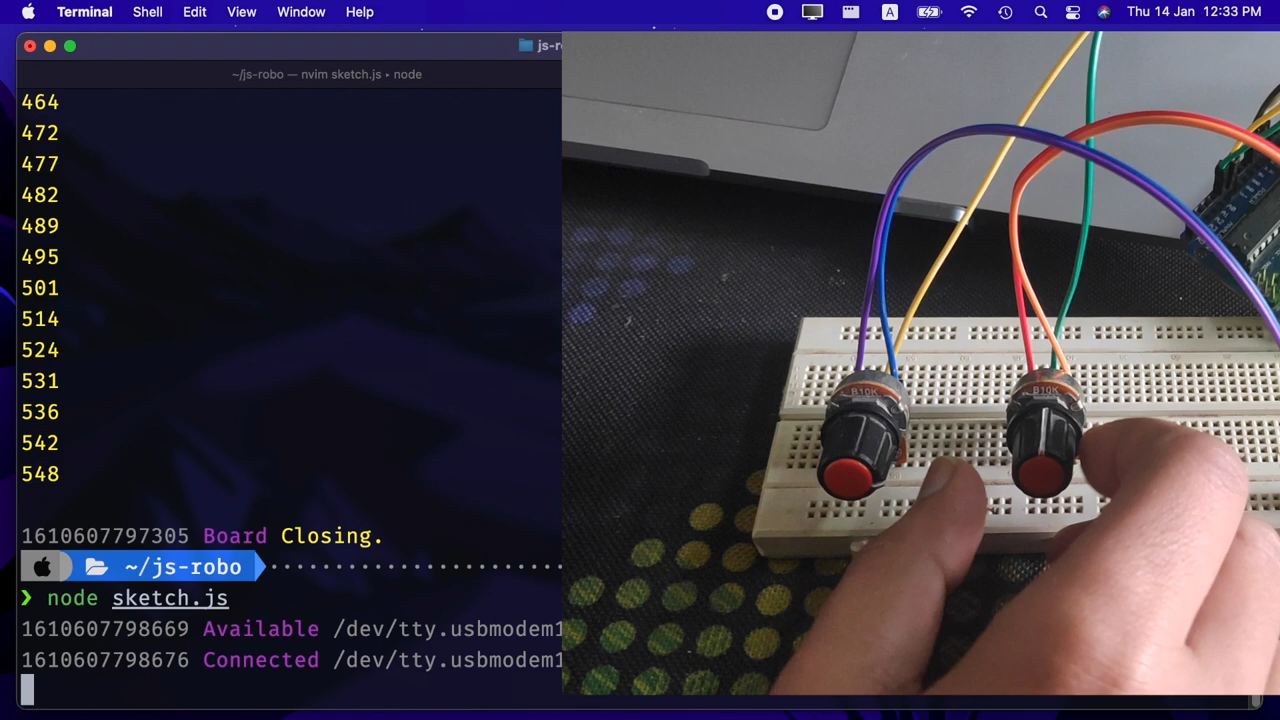 Terminal Shell Edit View Window Help
A
Thu 14 Jan 12:33 PM
~/js-robo — nvim sketch.js ▸ node
464
472
477
482
489
495
501
514
524
531
536
542
548
1610607797305 Board Closing.
~/js-robo
❯ node sketch.js
1610607798669 Available /dev/tty.usbmodem1
1610607798676 Connected /dev/tty.usbmodem1
B10K
B10K